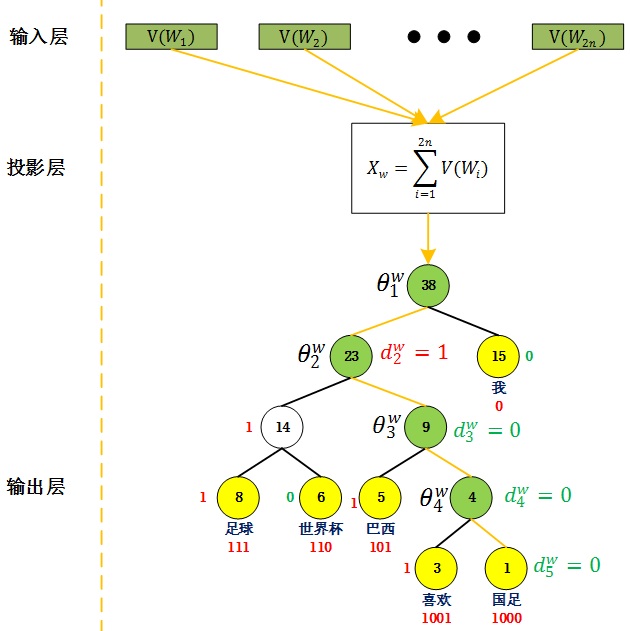 输入层
V(W₁) V(W₂) ● ● ● V(W₂ₙ)
投影层
X_w = ∑_{i=1}^{2n} V(W_i)
θ₁ʷ 38
θ₂ʷ 23 d₂ʷ = 1 15 0
我
0
1 14 θ₃ʷ 9 d₃ʷ = 0
输出层
1 8 0 6 1 5 θ₄ʷ 4 d₄ʷ = 0
足球 世界杯 巴西
111 110 101
1 3 1 d₅ʷ = 0
喜欢 国足
1001 1000